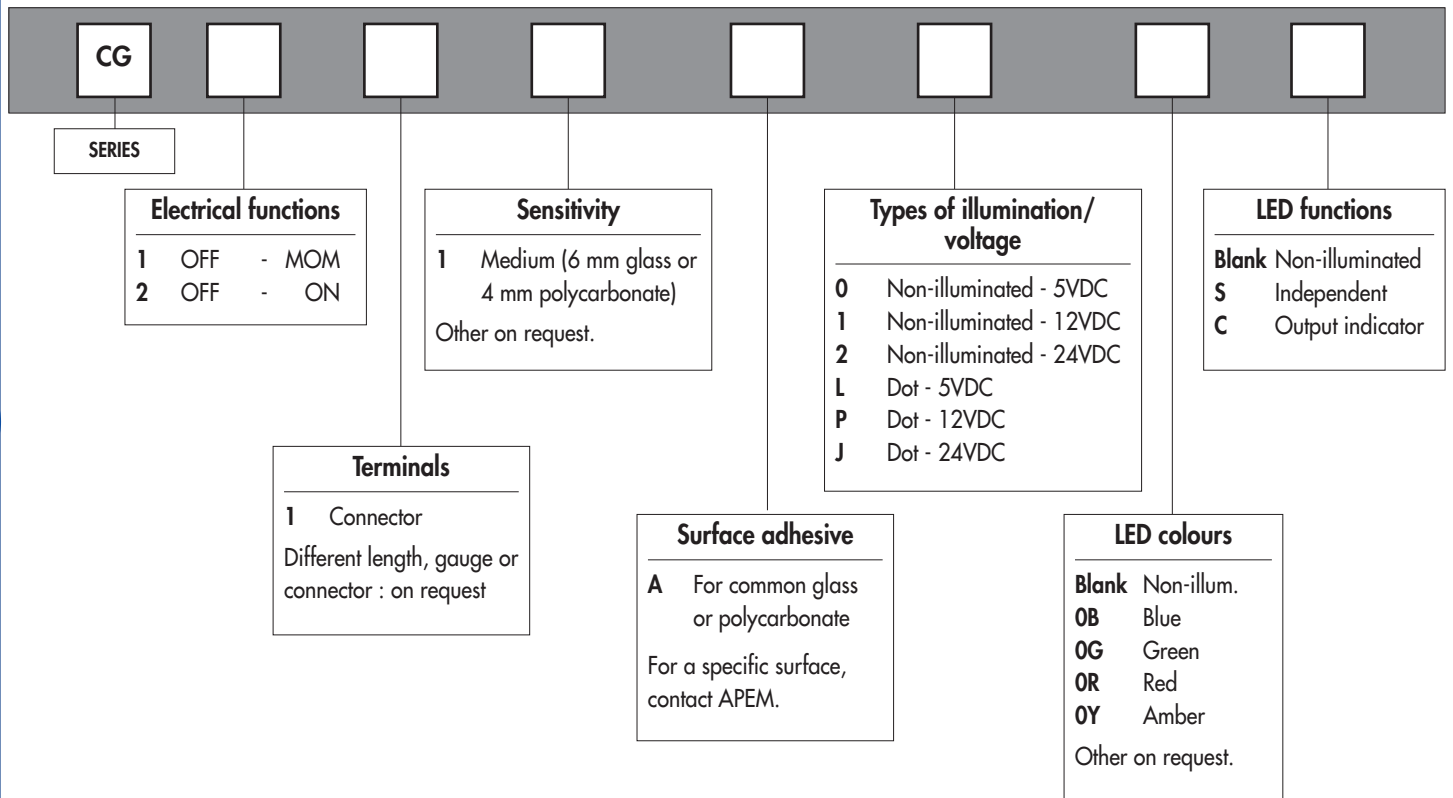 CG
SERIES
Electrical functions
1 OFF - MOM
2 OFF - ON
Terminals
1 Connector
Different length, gauge or
connector : on request
Sensitivity
1 Medium (6 mm glass or
4 mm polycarbonate)
Other on request.
Surface adhesive
A For common glass
or polycarbonate
For a specific surface,
contact APEM.
Types of illumination/
voltage
0 Non-illuminated - 5VDC
1 Non-illuminated - 12VDC
2 Non-illuminated - 24VDC
L Dot - 5VDC
P Dot - 12VDC
J Dot - 24VDC
LED colours
Blank Non-illum.
0B Blue
0G Green
0R Red
0Y Amber
Other on request.
LED functions
Blank Non-illuminated
S Independent
C Output indicator